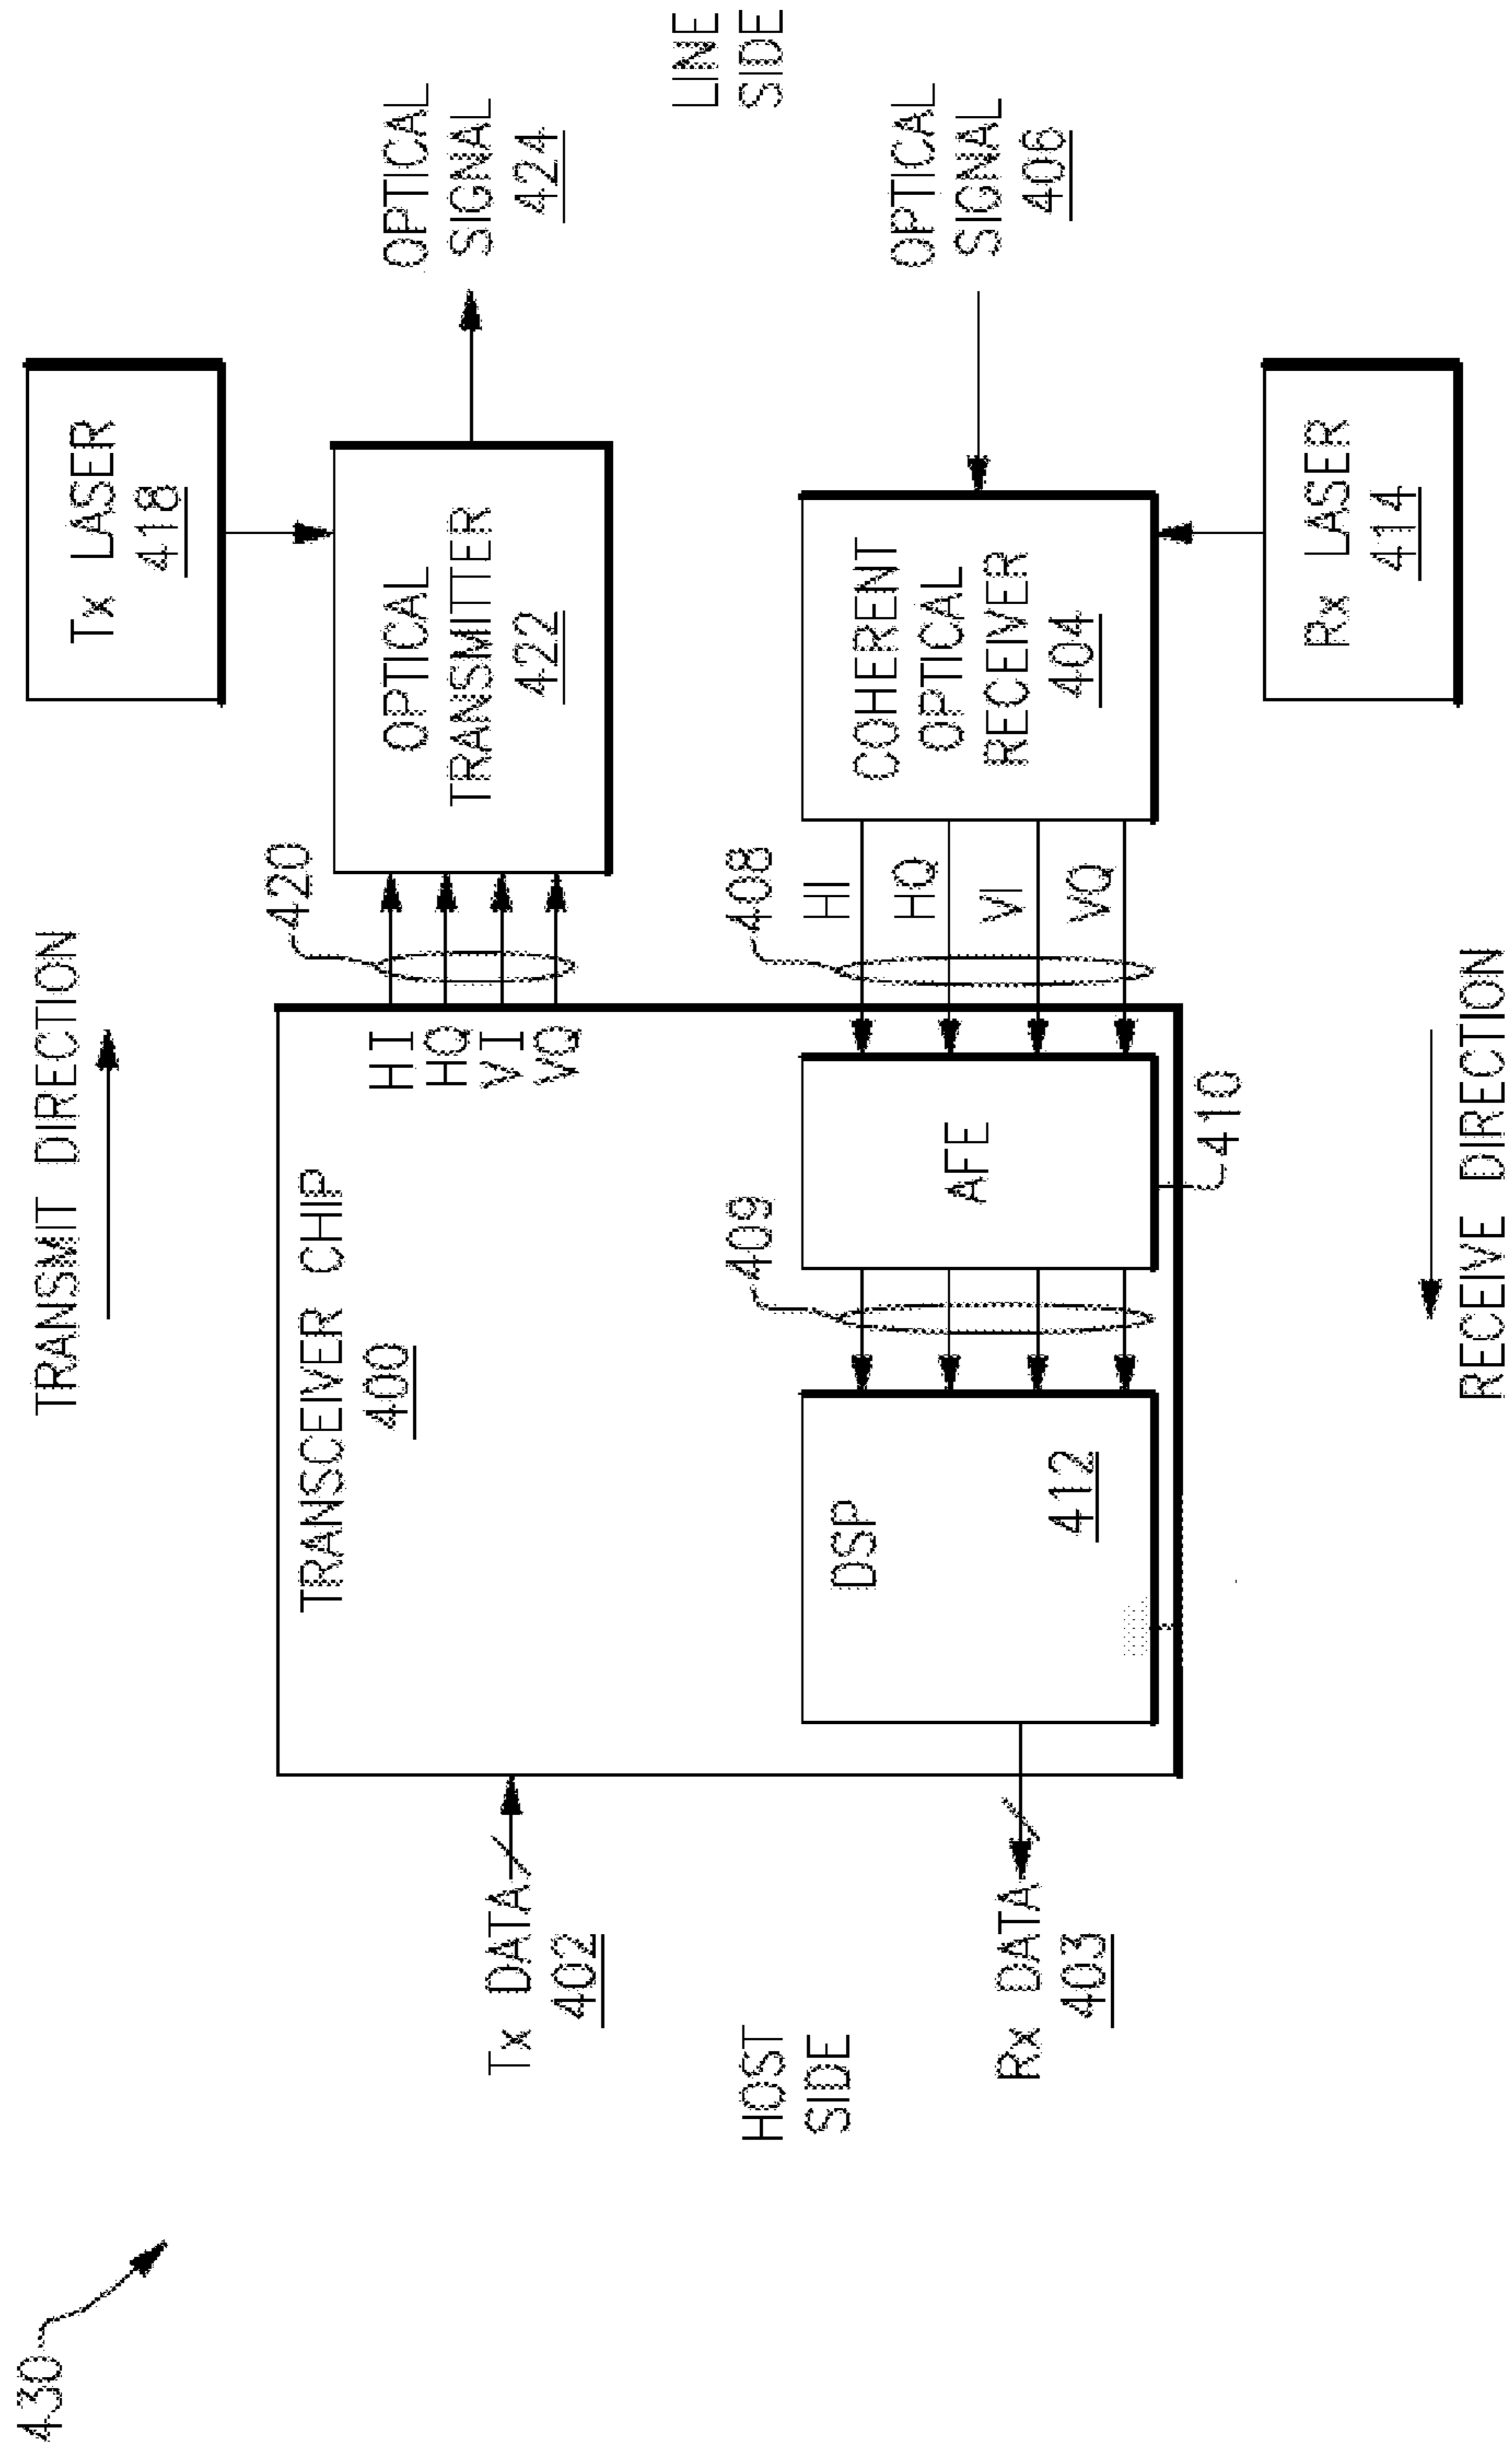 430
TRANSMIT DIRECTION
Tx LASER
418
TRANSCEIVER CHIP
400
HI
HQ
VI
VQ
420
OPTICAL
TRANSMITTER
422
OPTICAL
SIGNAL
424
Tx DATA
402
HOST
SIDE
LINE
SIDE
Rx DATA
403
DSP
412
409
AFE
410
408
HI
HQ
VI
VQ
COHERENT
OPTICAL
RECEIVER
404
OPTICAL
SIGNAL
406
Rx LASER
414
RECEIVE DIRECTION